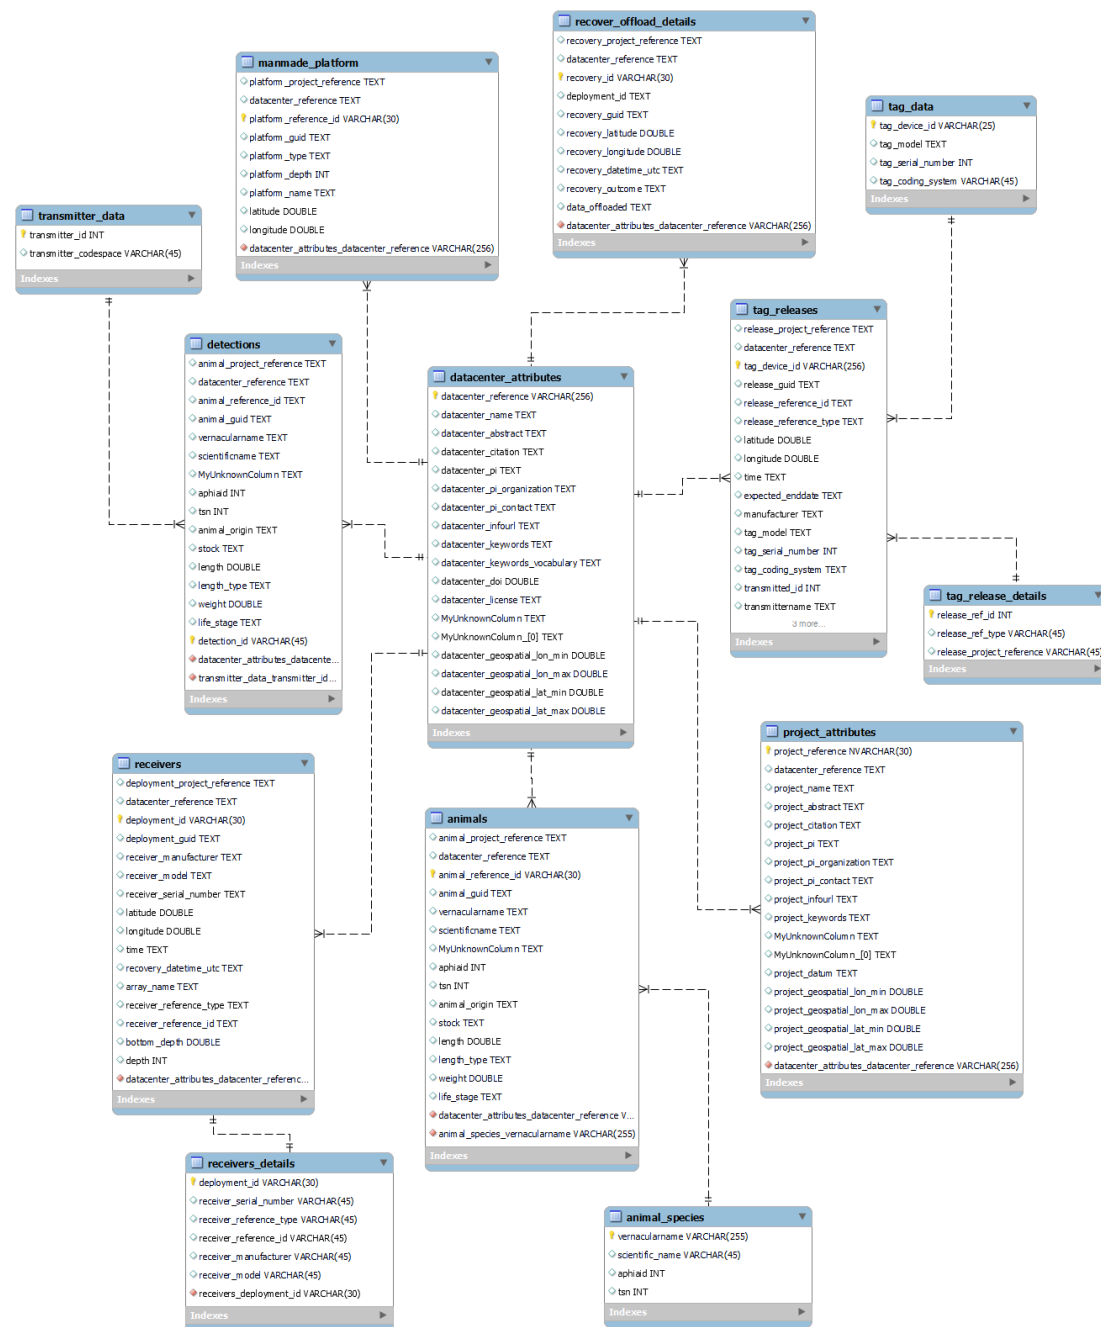 recover_offload_details
recovery_project_reference TEXT
datacenter_reference TEXT
recovery_id VARCHAR(30)
deployment_id TEXT
recovery_guid TEXT
recovery_latitude DOUBLE
recovery_longitude DOUBLE
recovery_datetime_utc TEXT
recovery_outcome TEXT
data_offloaded TEXT
datacenter_attributes_datacenter_reference VARCHAR(256)
Indexes
manmade_platform
platform_project_reference TEXT
datacenter_reference TEXT
platform_reference_id VARCHAR(30)
platform_guid TEXT
platform_type TEXT
platform_depth INT
platform_name TEXT
latitude DOUBLE
longitude DOUBLE
datacenter_attributes_datacenter_reference VARCHAR(256)
Indexes
tag_data
tag_device_id VARCHAR(25)
tag_model TEXT
tag_serial_number INT
tag_coding_system VARCHAR(45)
Indexes
transmitter_data
transmitter_id INT
transmitter_codespace VARCHAR(45)
Indexes
detections
animal_project_reference TEXT
datacenter_reference TEXT
animal_reference_id TEXT
animal_guid TEXT
vernacularname TEXT
scientificname TEXT
MyUnknownColumn TEXT
aphiaid INT
tsn INT
animal_origin TEXT
stock TEXT
length DOUBLE
length_type TEXT
weight DOUBLE
life_stage TEXT
detection_id VARCHAR(45)
datacenter_attributes_datacente...
transmitter_data_transmitter_id...
Indexes
datacenter_attributes
datacenter_reference VARCHAR(256)
datacenter_name TEXT
datacenter_abstract TEXT
datacenter_citation TEXT
datacenter_pi TEXT
datacenter_pi_organization TEXT
datacenter_pi_contact TEXT
datacenter_infourl TEXT
datacenter_keywords TEXT
datacenter_keywords_vocabulary TEXT
datacenter_doi DOUBLE
datacenter_license TEXT
MyUnknownColumn TEXT
MyUnknownColumn_[0] TEXT
datacenter_geospatial_lon_min DOUBLE
datacenter_geospatial_lon_max DOUBLE
datacenter_geospatial_lat_min DOUBLE
datacenter_geospatial_lat_max DOUBLE
Indexes
tag_releases
release_project_reference TEXT
datacenter_reference TEXT
tag_device_id VARCHAR(256)
release_guid TEXT
release_reference_id TEXT
release_reference_type TEXT
latitude DOUBLE
longitude DOUBLE
time TEXT
expected_enddate TEXT
manufacturer TEXT
tag_model TEXT
tag_serial_number INT
tag_coding_system TEXT
transmitted_id INT
transmittername TEXT
3 more...
Indexes
tag_release_details
release_ref_id INT
release_ref_type VARCHAR(45)
release_project_reference VARCHAR(45)
Indexes
project_attributes
project_reference NVARCHAR(30)
datacenter_reference TEXT
project_name TEXT
project_abstract TEXT
project_citation TEXT
project_pi TEXT
project_pi_organization TEXT
project_pi_contact TEXT
project_infourl TEXT
project_keywords TEXT
MyUnknownColumn TEXT
MyUnknownColumn_[0] TEXT
project_datum TEXT
project_geospatial_lon_min DOUBLE
project_geospatial_lon_max DOUBLE
project_geospatial_lat_min DOUBLE
project_geospatial_lat_max DOUBLE
datacenter_attributes_datacenter_reference VARCHAR(256)
Indexes
receivers
deployment_project_reference TEXT
datacenter_reference TEXT
deployment_id VARCHAR(30)
deployment_guid TEXT
receiver_manufacturer TEXT
receiver_model TEXT
receiver_serial_number TEXT
latitude DOUBLE
longitude DOUBLE
time TEXT
recovery_datetime_utc TEXT
array_name TEXT
receiver_reference_type TEXT
receiver_reference_id TEXT
bottom_depth DOUBLE
depth INT
datacenter_attributes_datacenter_referenc...
Indexes
animals
animal_project_reference TEXT
datacenter_reference TEXT
animal_reference_id VARCHAR(30)
animal_guid TEXT
vernacularname TEXT
scientificname TEXT
MyUnknownColumn TEXT
aphiaid INT
tsn INT
animal_origin TEXT
stock TEXT
length DOUBLE
length_type TEXT
weight DOUBLE
life_stage TEXT
datacenter_attributes_datacenter_reference V...
animal_species_vernacularname VARCHAR(255)
Indexes
receivers_details
deployment_id VARCHAR(30)
receiver_serial_number VARCHAR(45)
receiver_reference_type VARCHAR(45)
receiver_reference_id VARCHAR(45)
receiver_manufacturer VARCHAR(45)
receiver_model VARCHAR(45)
receivers_deployment_id VARCHAR(30)
Indexes
animal_species
vernacularname VARCHAR(255)
scientific_name VARCHAR(45)
aphiaid INT
tsn INT
Indexes